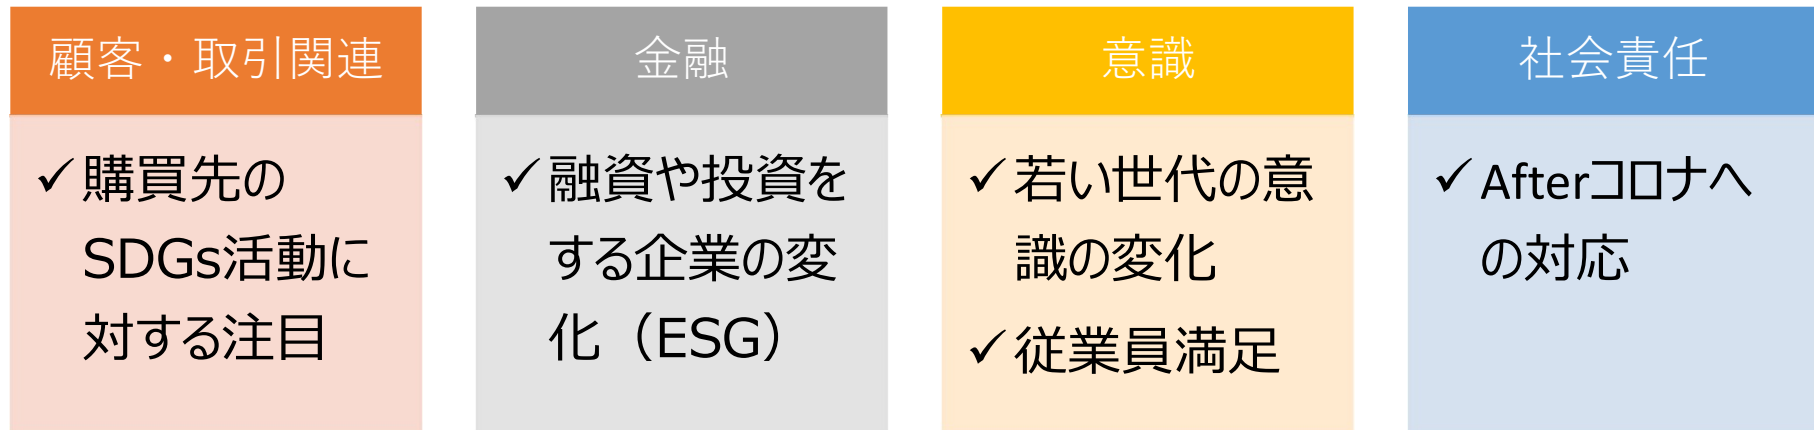 顧客・取引関連
✓購買先の
SDGs活動に
対する注目
金融
✓融資や投資を
する企業の変
化（ESG）
意識
✓若い世代の意
識の変化
✓従業員満足
社会責任
✓Afterコロナへ
の対応